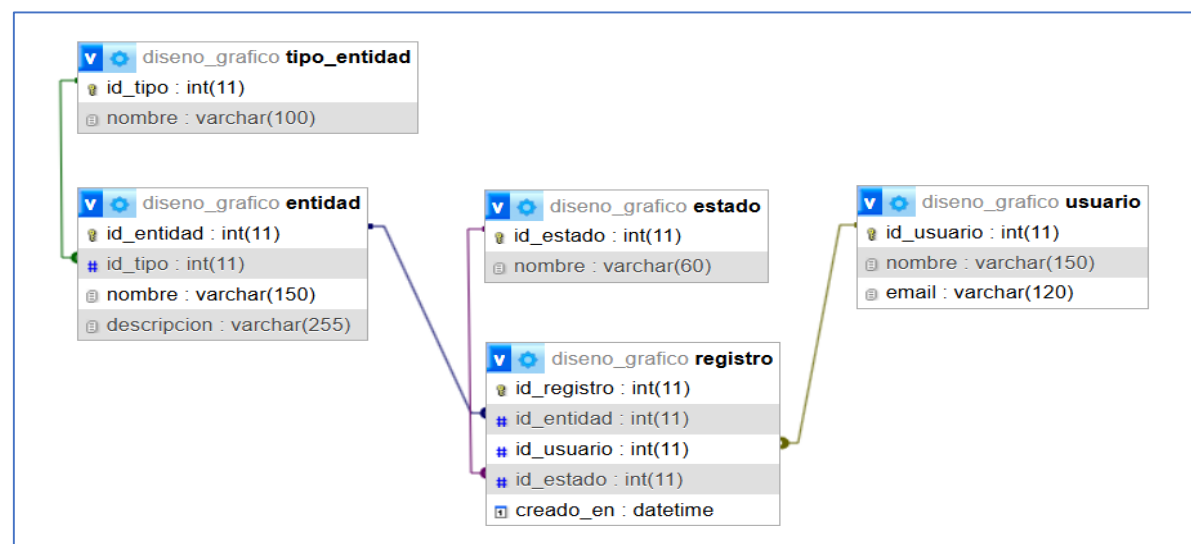 v diseno_grafico tipo_entidad
id_tipo : int(11)
nombre : varchar(100)
v diseno_grafico entidad
id_entidad : int(11)
# id_tipo : int(11)
nombre : varchar(150)
descripcion : varchar(255)
v diseno_grafico estado
id_estado : int(11)
nombre : varchar(60)
v diseno_grafico usuario
id_usuario : int(11)
nombre : varchar(150)
email : varchar(120)
v diseno_grafico registro
id_registro : int(11)
# id_entidad : int(11)
# id_usuario : int(11)
# id_estado : int(11)
creado_en : datetime